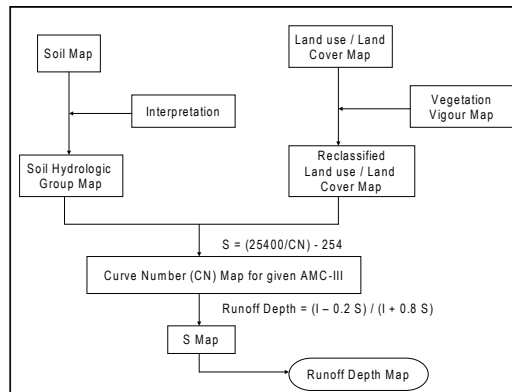 Soil Map
Land use / Land
Cover Map
Interpretation
Vegetation
Vigour Map
Soil Hydrologic
Group Map
Reclassified
Land use / Land
Cover Map
S = (25400/CN) - 254
Curve Number (CN) Map for given AMC-III
Runoff Depth = (I – 0.2 S) / (I + 0.8 S)
S Map
Runoff Depth Map